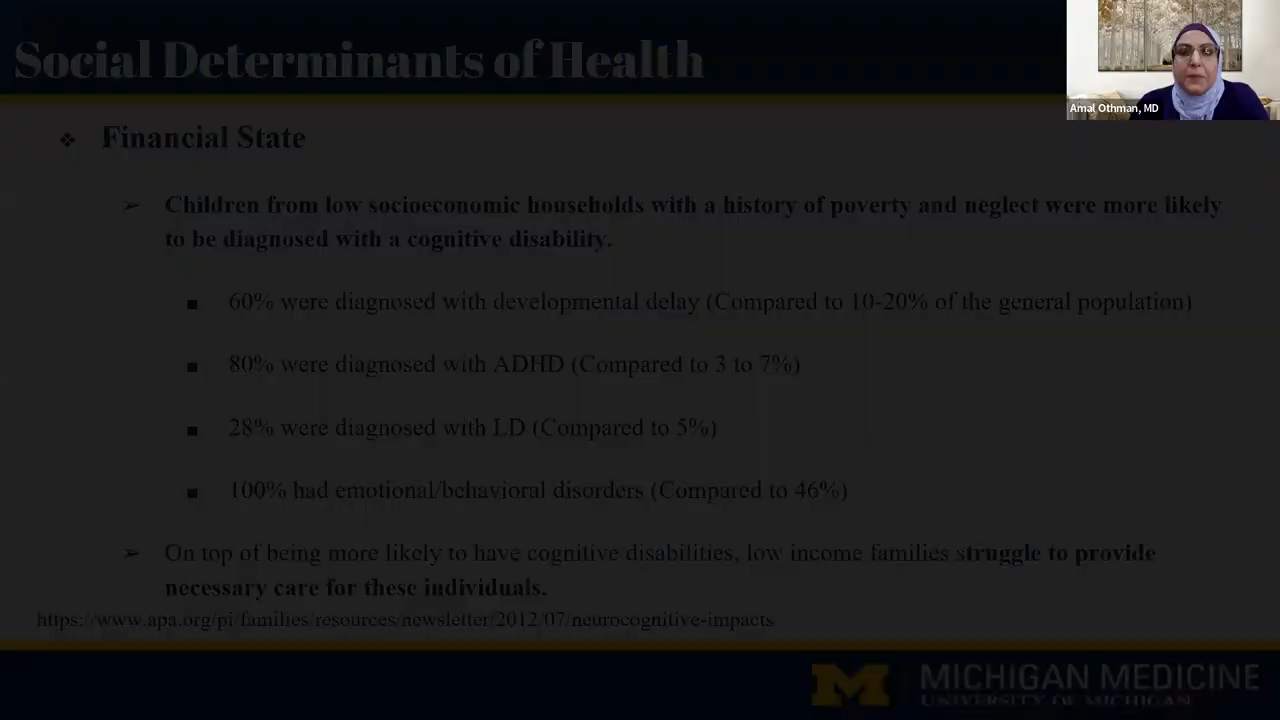 Social Determinants of Health
Amal Othman, MD
❖ Financial State
➢ Children from low socioeconomic households with a history of poverty and neglect were more likely
to be diagnosed with a cognitive disability.
■ 60% were diagnosed with developmental delay (Compared to 10-20% of the general population)
■ 80% were diagnosed with ADHD (Compared to 3 to 7%)
■ 28% were diagnosed with LD (Compared to 5%)
■ 100% had emotional/behavioral disorders (Compared to 46%)
➢ On top of being more likely to have cognitive disabilities, low income families struggle to provide
necessary care for these individuals.
https://www.apa.org/pi/families/resources/newsletter/2012/07/neurocognitive-impacts
M MICHIGAN MEDICINE
UNIVERSITY OF MICHIGAN